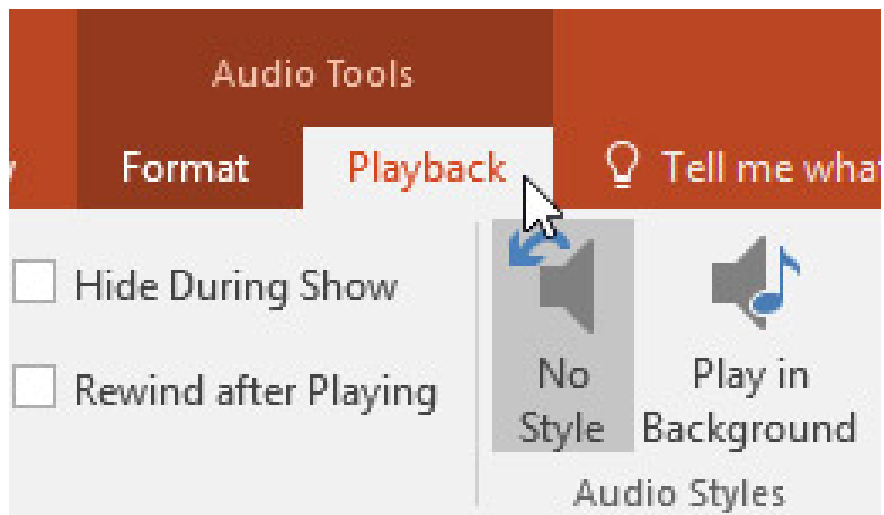 Audio Tools
Format Playback Tell me what
Hide During Show
Rewind after Playing
No
Style
Play in
Background
Audio Styles